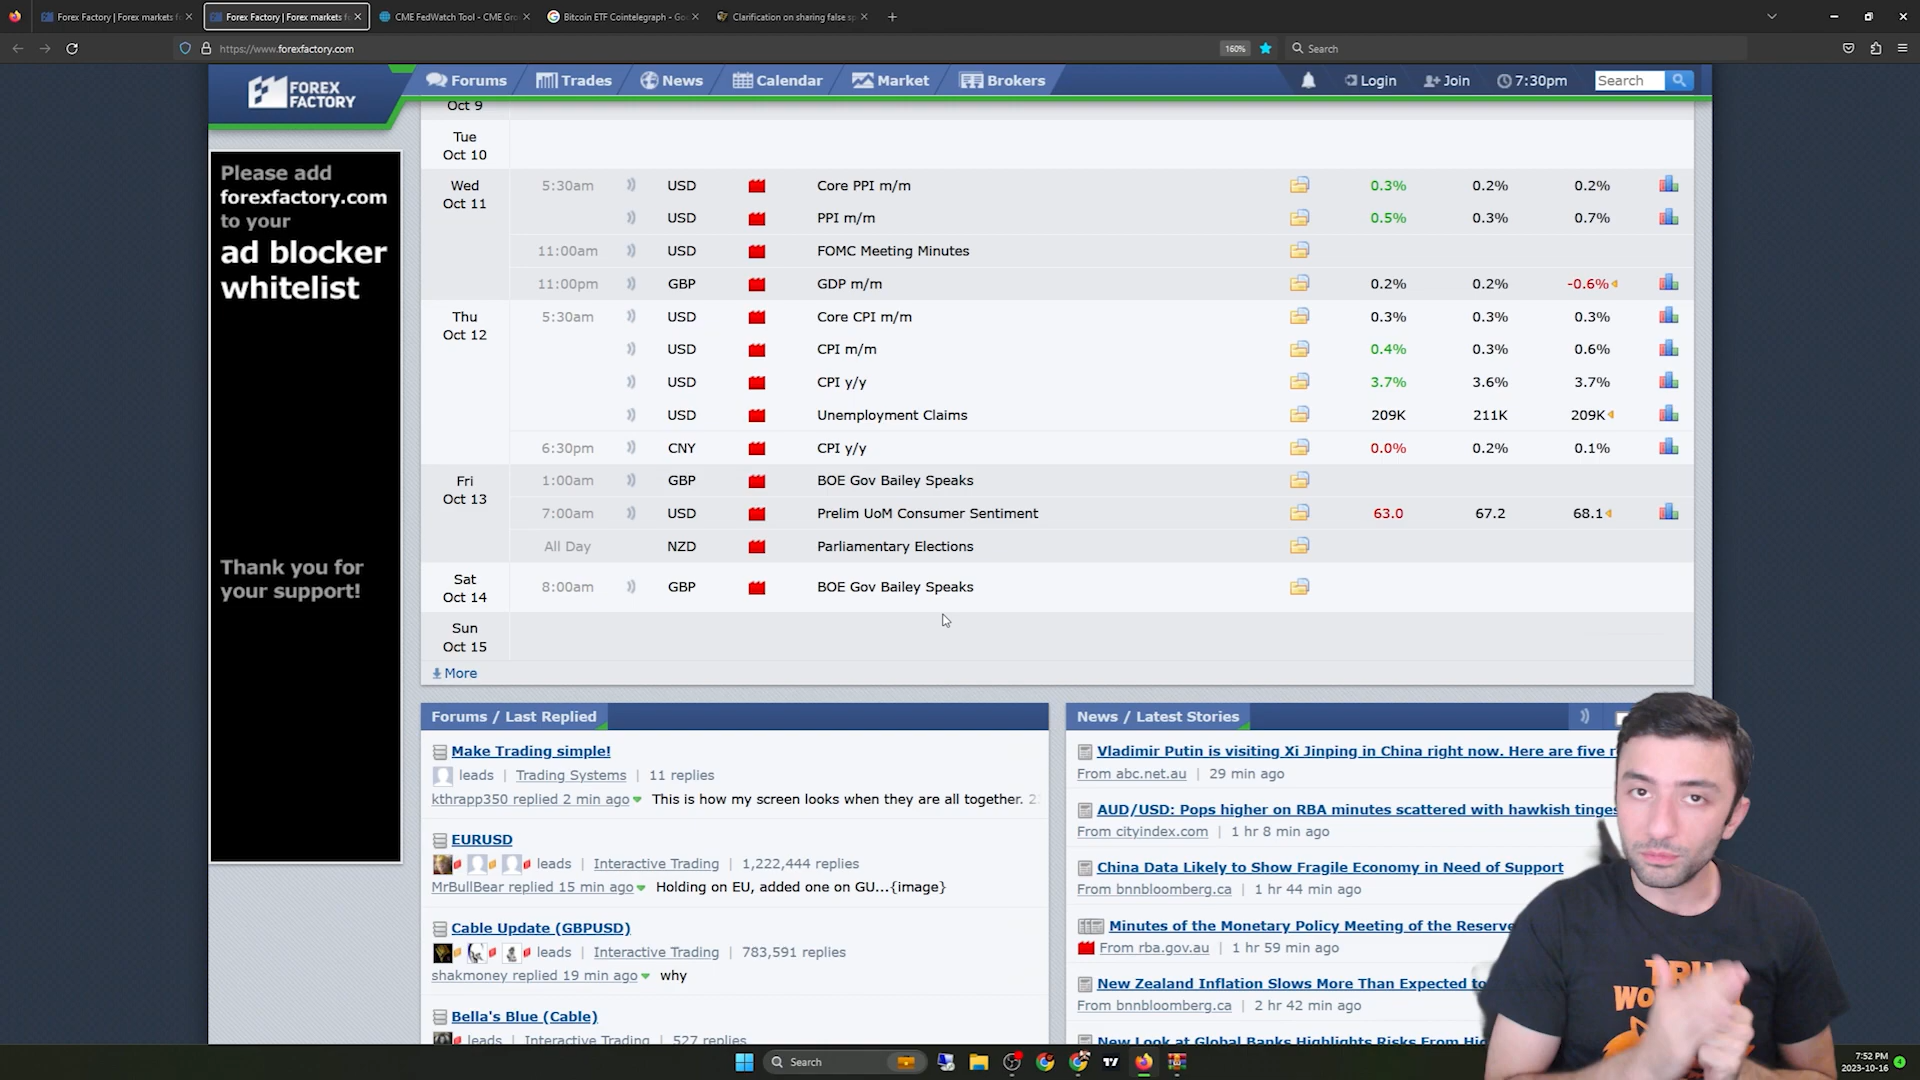 Forex Factory | Forex markets f
Forex Factory | Forex markets f
CME FedWatch Tool - CME Gro
Bitcoin ETF Cointelegraph - Go
Clarification on sharing false sp
https://www.forexfactory.com
160%
Search
FOREX FACTORY
Forums
Trades
News
Calendar
Market
Brokers
Login
Join
7:30pm
Search
Please add
forexfactory.com
to your
ad blocker
whitelist
Thank you for
your support!
Oct 9
Tue
Oct 10
Wed
Oct 11
5:30am USD Core PPI m/m 0.3% 0.2% 0.2%
USD PPI m/m 0.5% 0.3% 0.7%
11:00am USD FOMC Meeting Minutes
11:00pm GBP GDP m/m 0.2% 0.2% -0.6%
Thu
Oct 12
5:30am USD Core CPI m/m 0.3% 0.3% 0.3%
USD CPI m/m 0.4% 0.3% 0.6%
USD CPI y/y 3.7% 3.6% 3.7%
USD Unemployment Claims 209K 211K 209K
6:30pm CNY CPI y/y 0.0% 0.2% 0.1%
Fri
Oct 13
1:00am GBP BOE Gov Bailey Speaks
7:00am USD Prelim UoM Consumer Sentiment 63.0 67.2 68.1
All Day NZD Parliamentary Elections
Sat
Oct 14
8:00am GBP BOE Gov Bailey Speaks
Sun
Oct 15
More
Forums / Last Replied
Make Trading simple!
leads | Trading Systems | 11 replies
kthrapp350 replied 2 min ago This is how my screen looks when they are all together. 2
EURUSD
leads | Interactive Trading | 1,222,444 replies
MrBullBear replied 15 min ago Holding on EU, added one on GU...{image}
Cable Update (GBPUSD)
leads | Interactive Trading | 783,591 replies
shakmoney replied 19 min ago why
Bella's Blue (Cable)
leads | Interactive Trading | 527 replies
News / Latest Stories
Vladimir Putin is visiting Xi Jinping in China right now. Here are five r
From abc.net.au | 29 min ago
AUD/USD: Pops higher on RBA minutes scattered with hawkish tinges
From cityindex.com | 1 hr 8 min ago
China Data Likely to Show Fragile Economy in Need of Support
From bnnbloomberg.ca | 1 hr 44 min ago
Minutes of the Monetary Policy Meeting of the Reserve
From rba.gov.au | 1 hr 59 min ago
New Zealand Inflation Slows More Than Expected to
From bnnbloomberg.ca | 2 hr 42 min ago
New Look at Global Banks Highlights Risks From Hi
Search
7:52 PM
2023-10-16
4